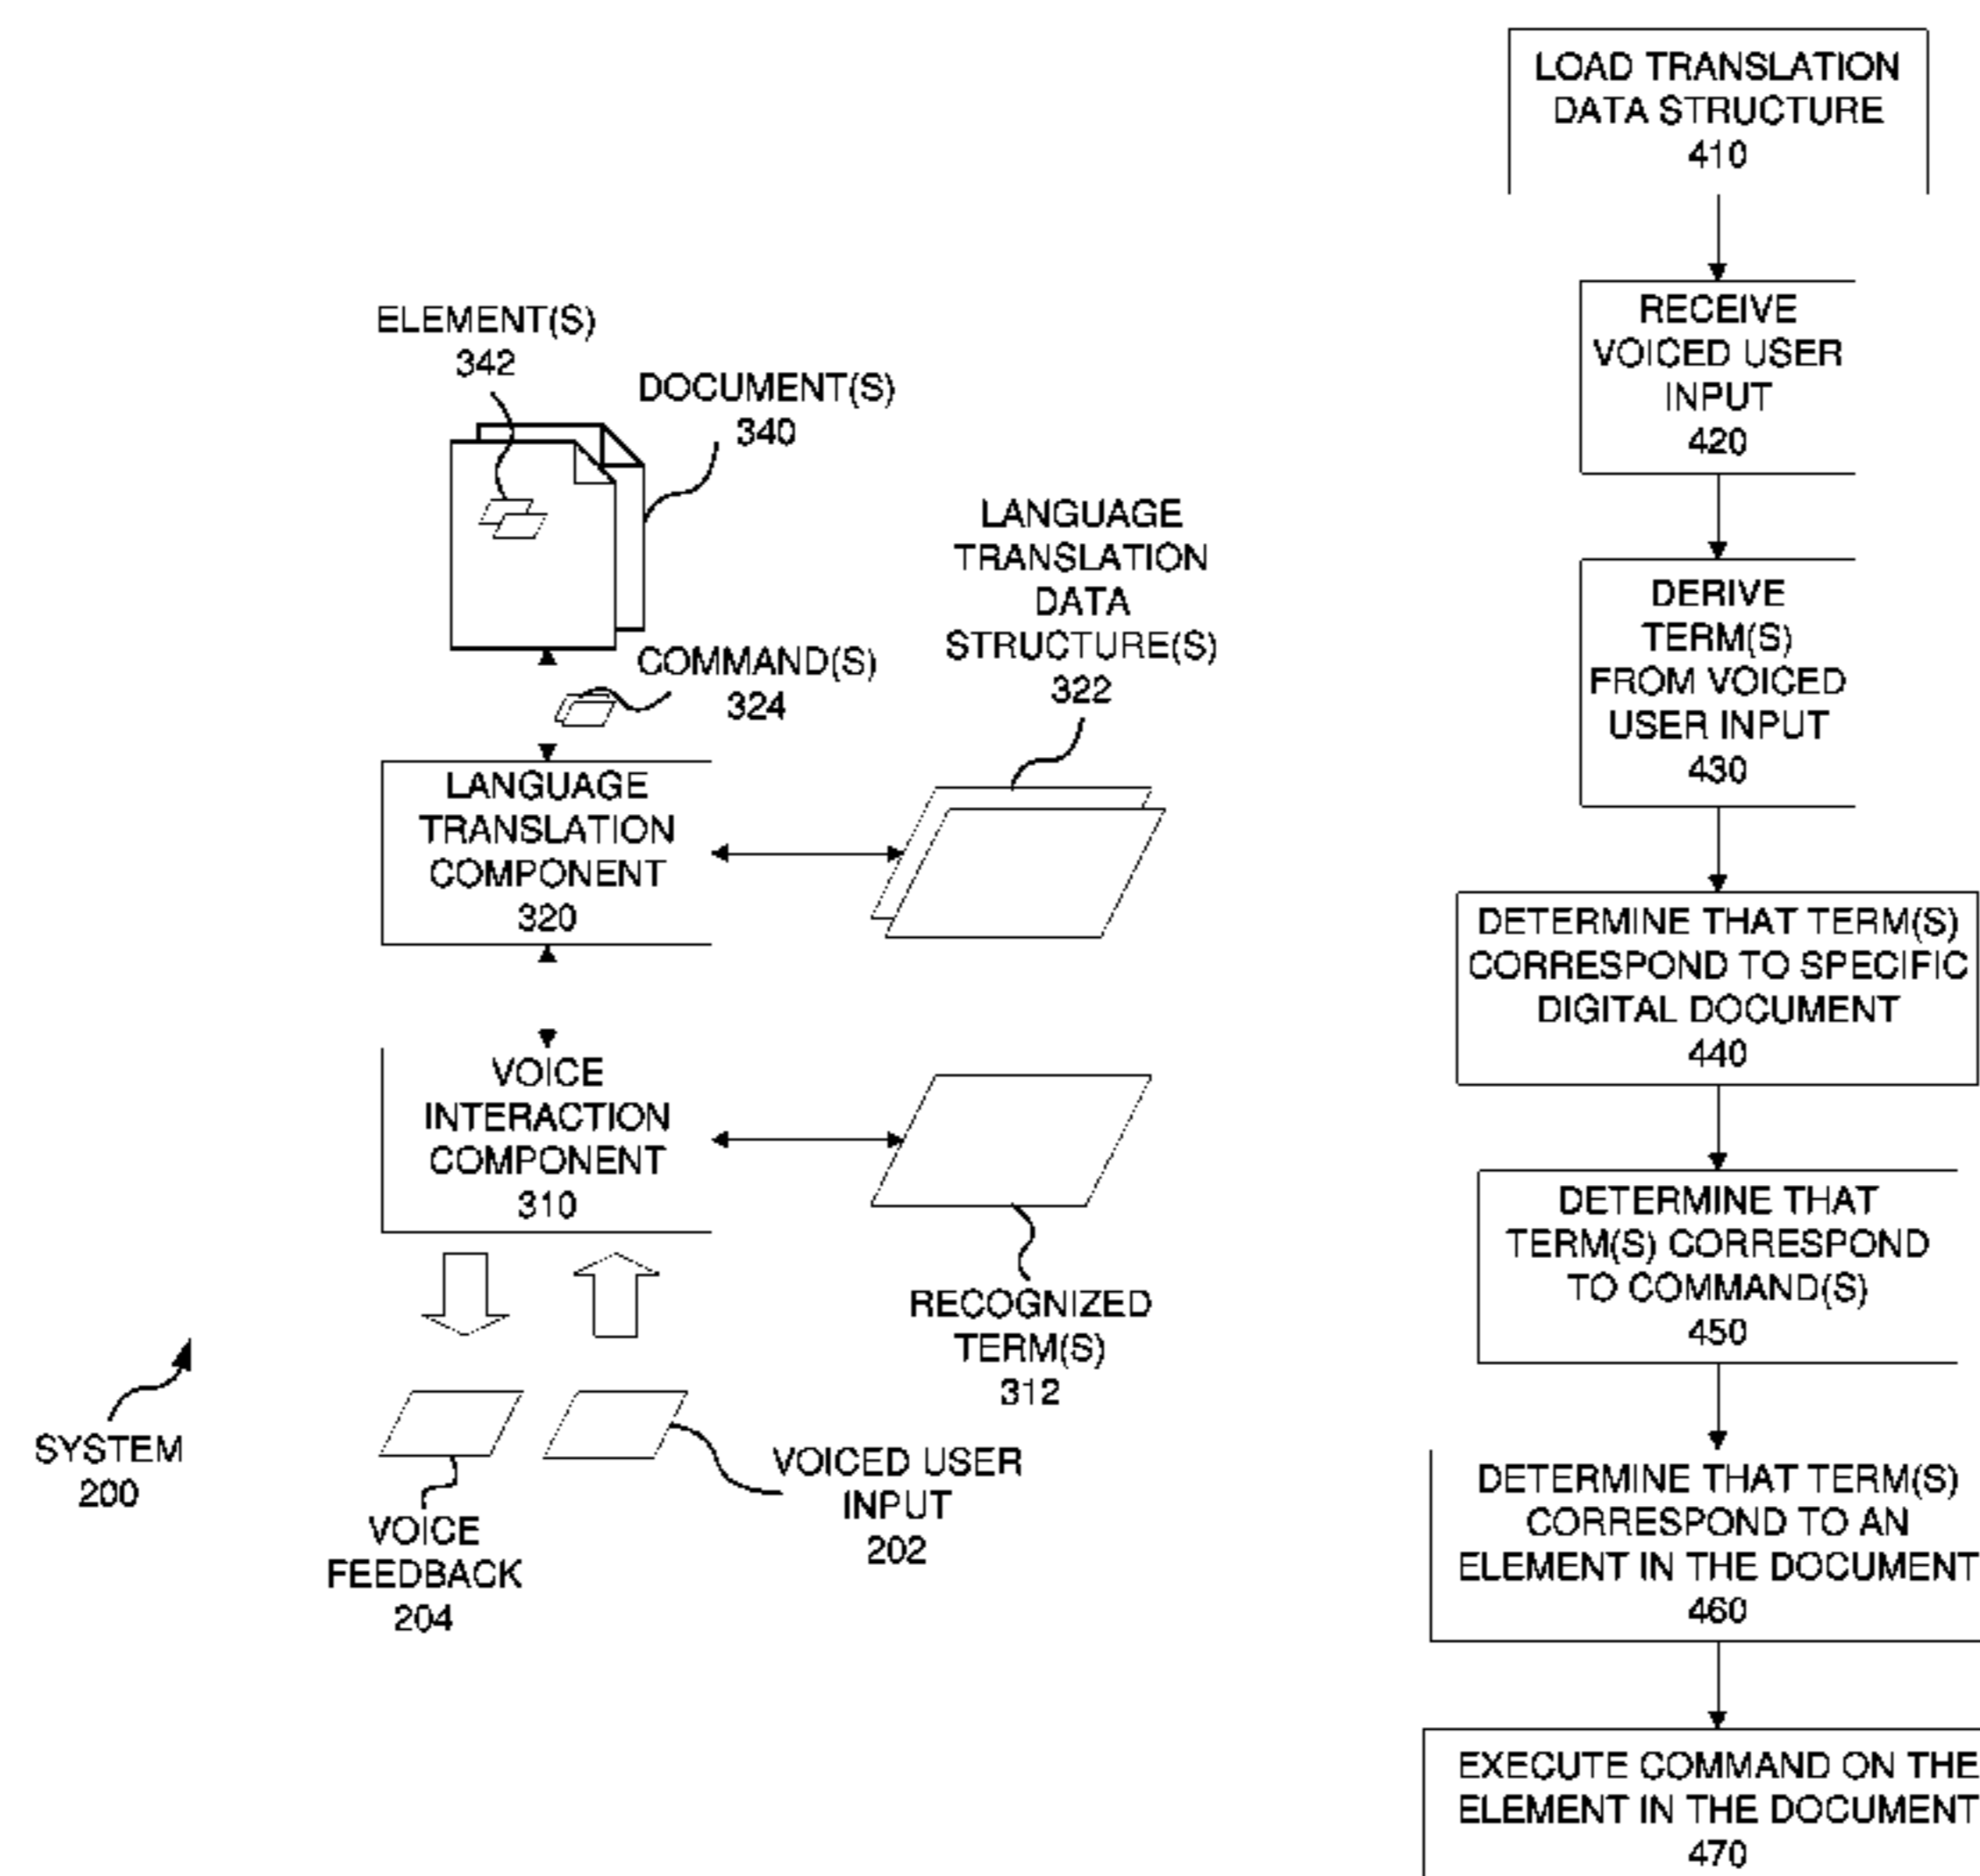 ELEMENT(S)
342
DOCUMENT(S)
340
LANGUAGE
TRANSLATION
DATA
STRUCTURE(S)
322
COMMAND(S)
324
LANGUAGE
TRANSLATION
COMPONENT
320
VOICE
INTERACTION
COMPONENT
310
RECOGNIZED
TERM(S)
312
SYSTEM
200
VOICE
FEEDBACK
204
VOICED USER
INPUT
202
LOAD TRANSLATION
DATA STRUCTURE
410
RECEIVE
VOICED USER
INPUT
420
DERIVE
TERM(S)
FROM VOICED
USER INPUT
430
DETERMINE THAT TERM(S)
CORRESPOND TO SPECIFIC
DIGITAL DOCUMENT
440
DETERMINE THAT
TERM(S) CORRESPOND
TO COMMAND(S)
450
DETERMINE THAT TERM(S)
CORRESPOND TO AN
ELEMENT IN THE DOCUMENT
460
EXECUTE COMMAND ON THE
ELEMENT IN THE DOCUMENT
470